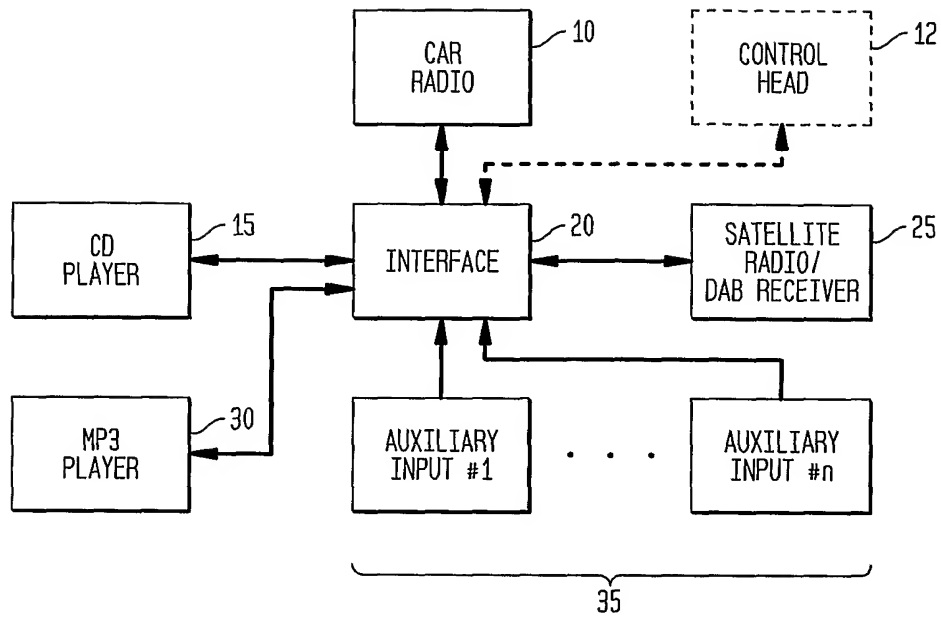 CAR
RADIO
10
CONTROL
HEAD
12
CD
PLAYER
15
INTERFACE
20
SATELLITE
RADIO/
DAB RECEIVER
25
MP3
PLAYER
30
AUXILIARY
INPUT #1
. . .
AUXILIARY
INPUT #n
35